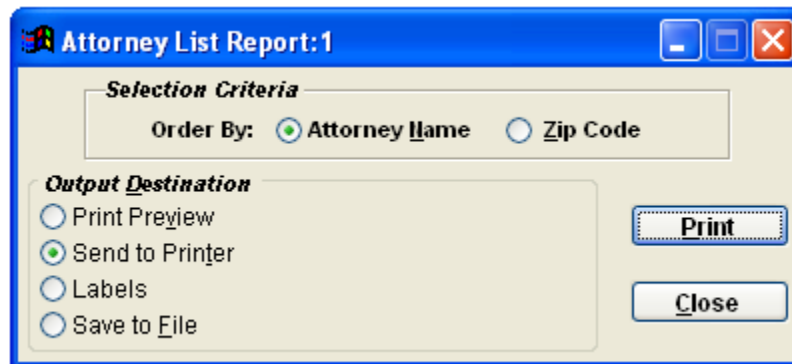 Attorney List Report:1
Selection Criteria
Order By: Attorney Name Zip Code
Output Destination
Print Preview
Send to Printer
Labels
Save to File
Print
Close